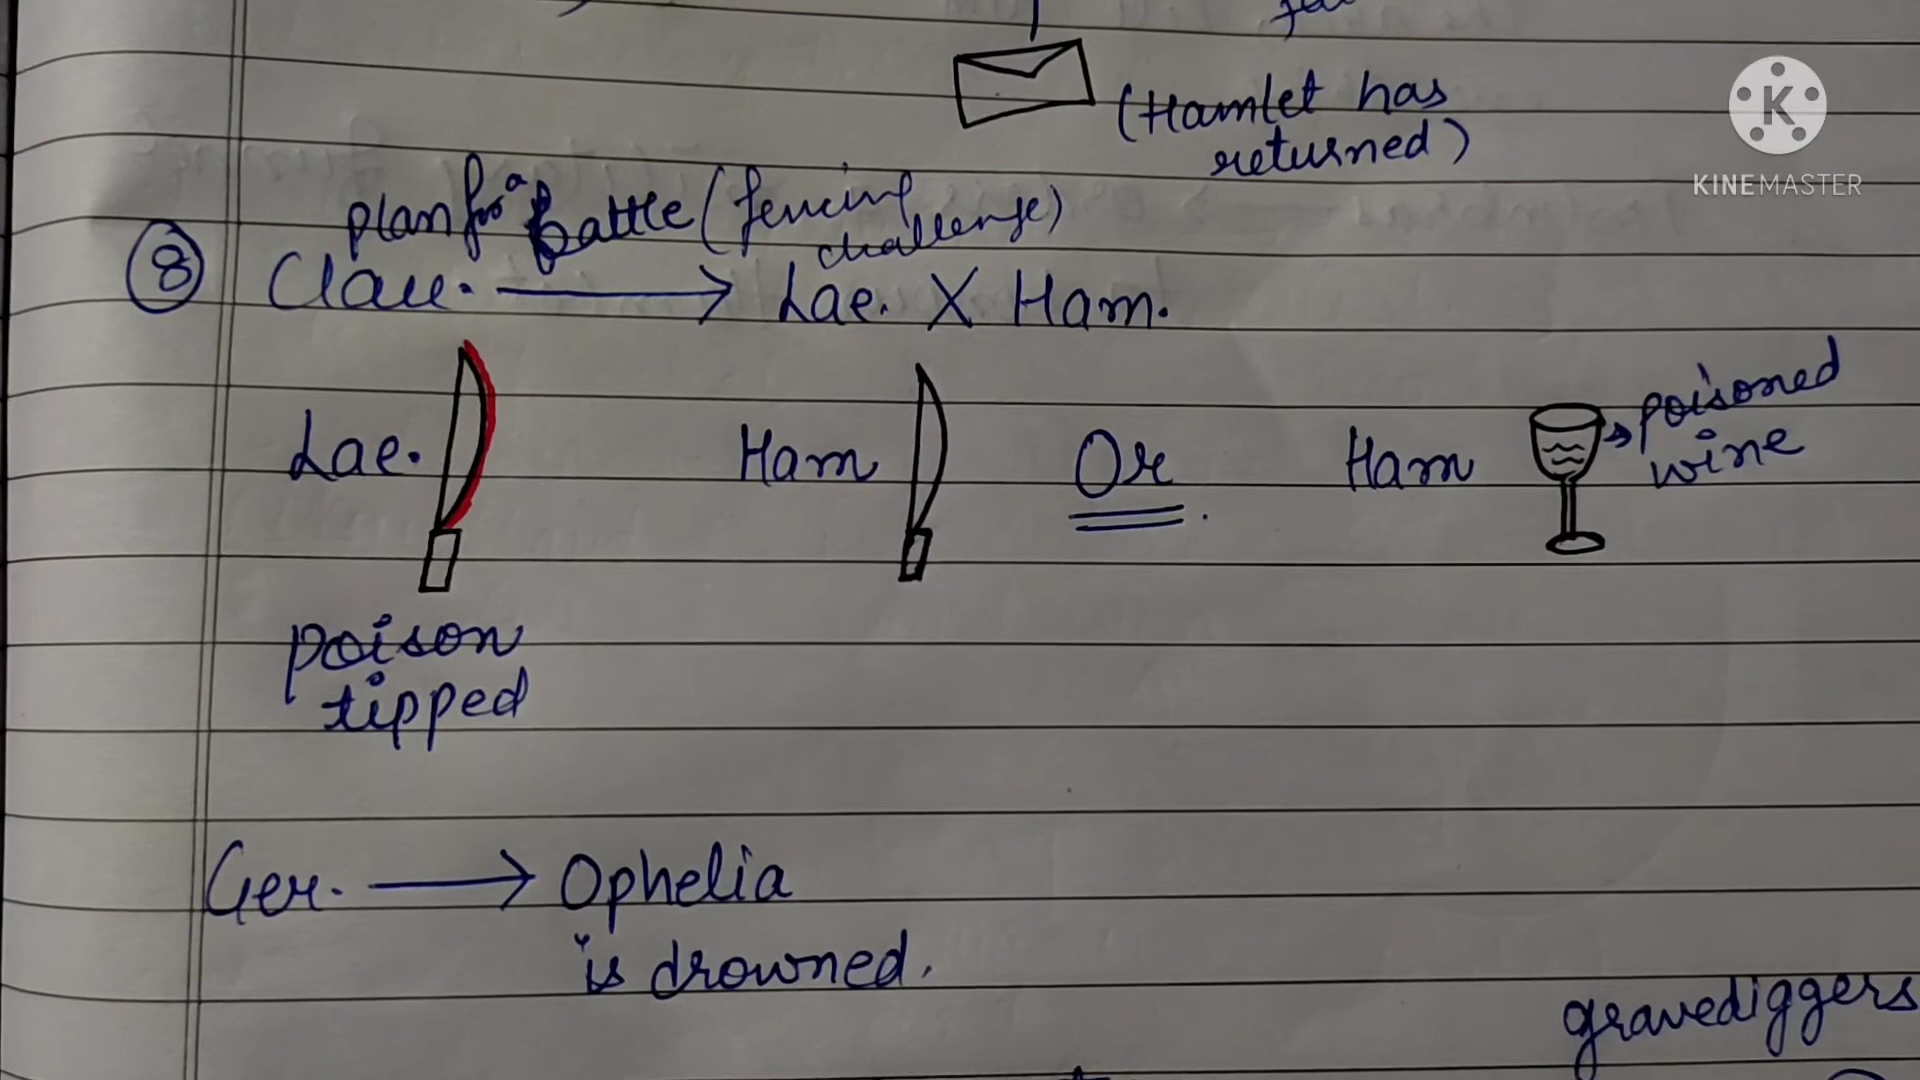 (Hamlet has
returned)
K
KINEMASTER
plan for a battle (fencing
challenge)
8 Clau. → Lae. X Ham.
Lae. Ham Or Ham poisoned
wine
poison
tipped
Ger. → Ophelia
is drowned.
gravediggers